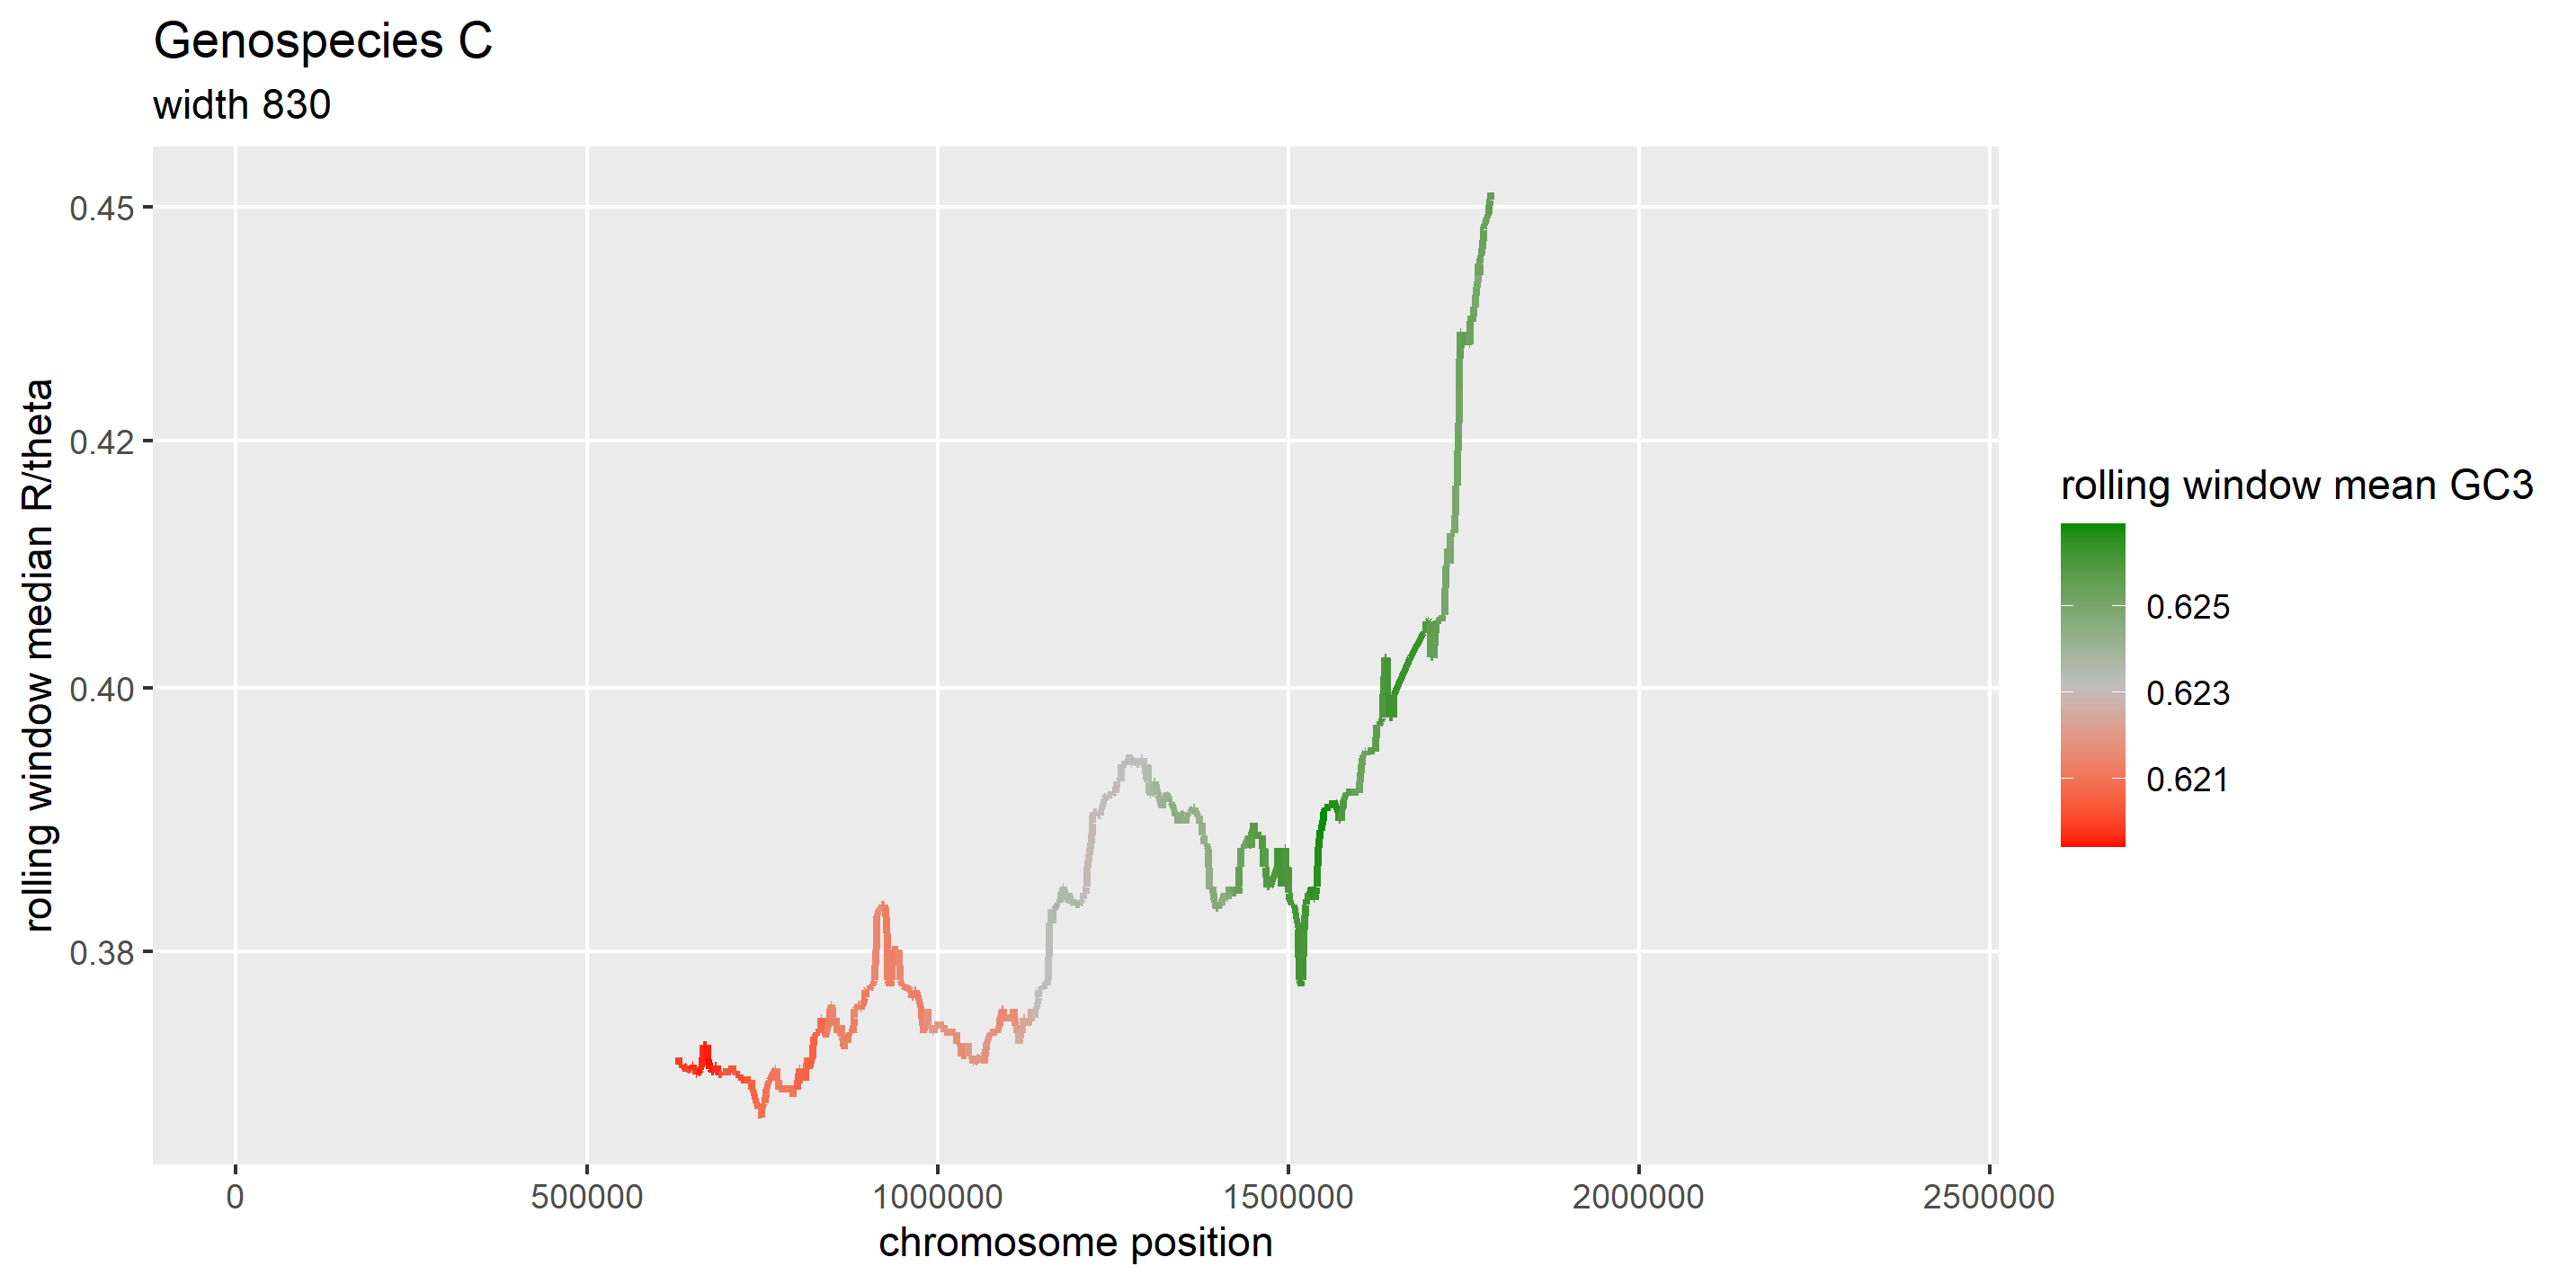 Genospecies C
width 830
rolling window median R/theta
0.45
0.42
0.40
0.38
0
500000
1000000
1500000
2000000
2500000
chromosome position
rolling window mean GC3
0.625
0.623
0.621